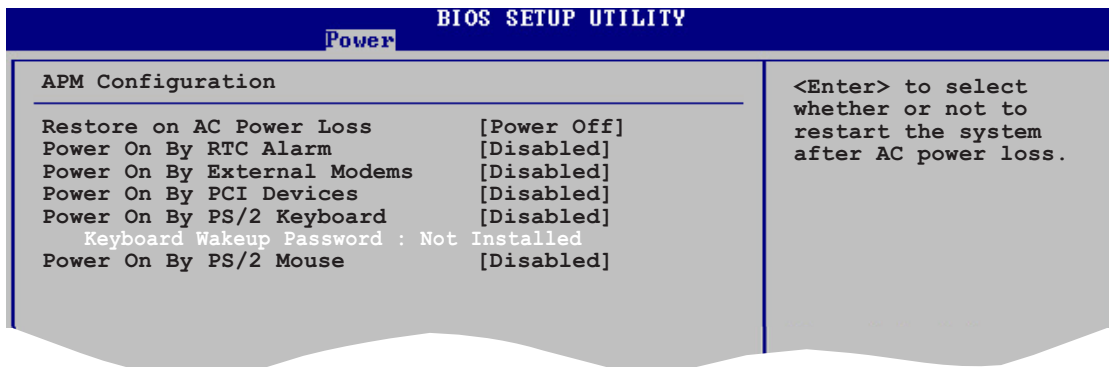 BIOS SETUP UTILITY
Power
APM Configuration
Restore on AC Power Loss [Power Off]
Power On By RTC Alarm [Disabled]
Power On By External Modems [Disabled]
Power On By PCI Devices [Disabled]
Power On By PS/2 Keyboard [Disabled]
Keyboard Wakeup Password : Not Installed
Power On By PS/2 Mouse [Disabled]
<Enter> to select
whether or not to
restart the system
after AC power loss.